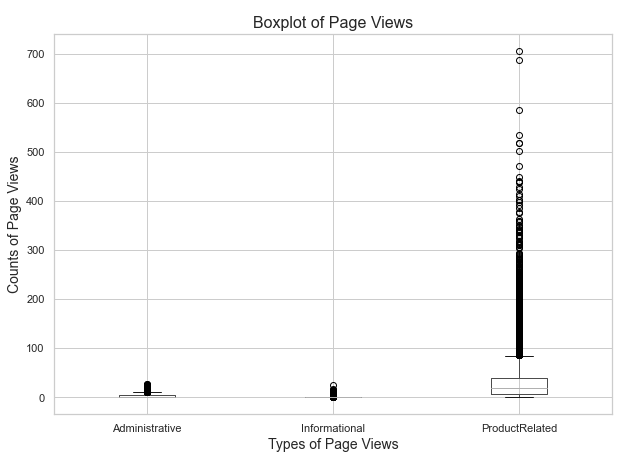 Boxplot of Page Views
Counts of Page Views
700
600
500
400
300
200
100
0
Administrative
Informational
ProductRelated
Types of Page Views